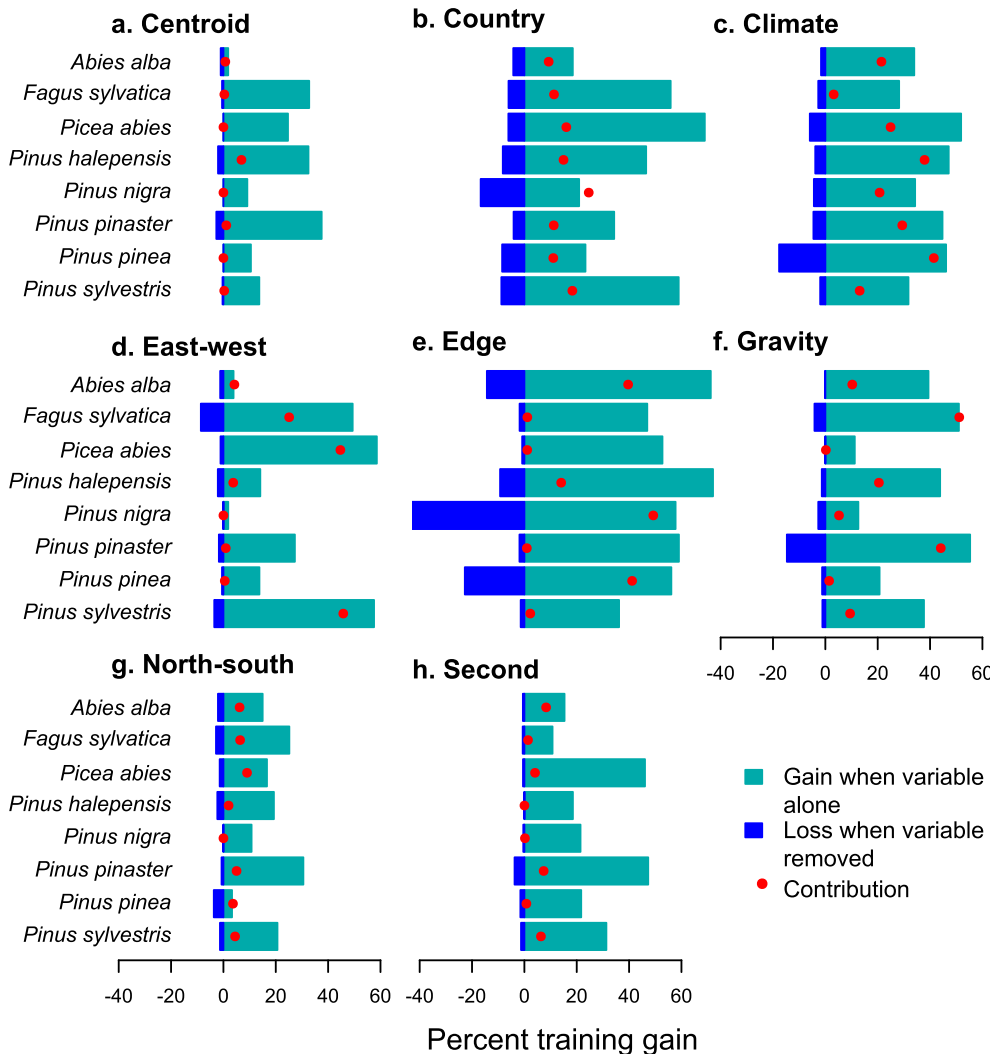 a. Centroid
b. Country
c. Climate
Abies alba
Fagus sylvatica
Picea abies
Pinus halepensis
Pinus nigra
Pinus pinaster
Pinus pinea
Pinus sylvestris
d. East-west
e. Edge
f. Gravity
Abies alba
Fagus sylvatica
Picea abies
Pinus halepensis
Pinus nigra
Pinus pinaster
Pinus pinea
Pinus sylvestris
-40 -20 0 20 40 60
g. North-south
h. Second
Abies alba
Fagus sylvatica
Picea abies
Pinus halepensis
Pinus nigra
Pinus pinaster
Pinus pinea
Pinus sylvestris
Gain when variable
alone
Loss when variable
removed
Contribution
-40 -20 0 20 40 60
-40 -20 0 20 40 60
Percent training gain